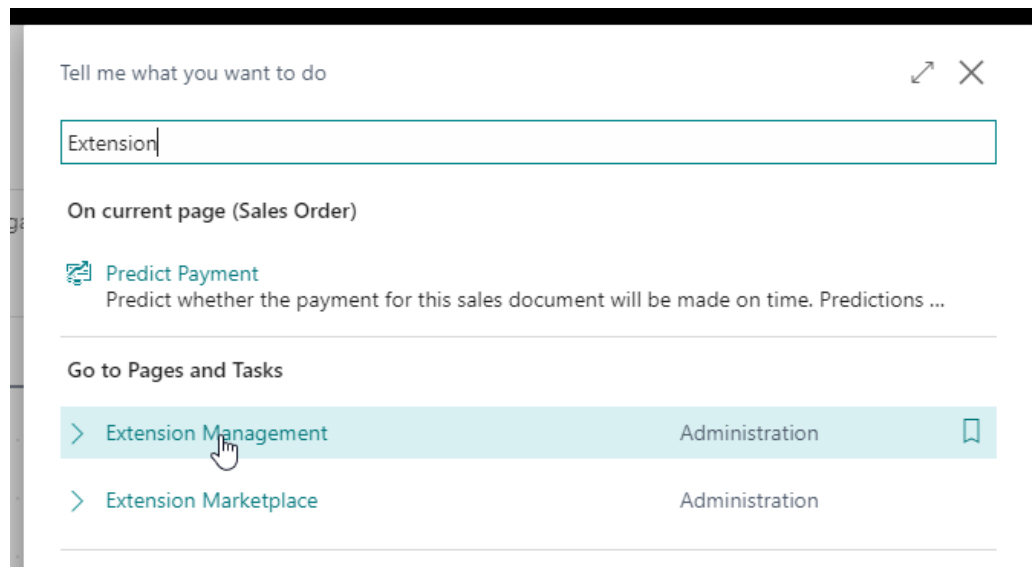 Tell me what you want to do
Extension
On current page (Sales Order)
Predict Payment
Predict whether the payment for this sales document will be made on time. Predictions ...
Go to Pages and Tasks
Extension Management Administration
Extension Marketplace Administration